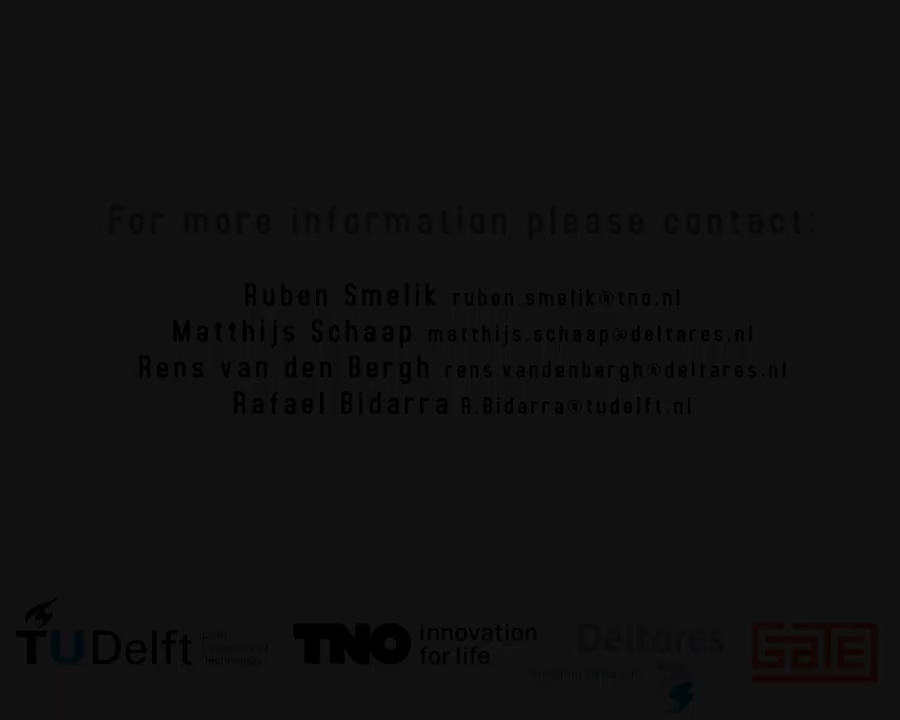 For more information please contact:
Ruben Smelik ruben.smelik@tno.nl
Matthijs Schaap matthijs.schaap@deltares.nl
Rens van den Bergh rens.vandenbergh@deltares.nl
Rafael Bidarra R.Bidarra@tudelft.nl
TUDelft
technology
TNO innovation
for life
Deltares
GATE